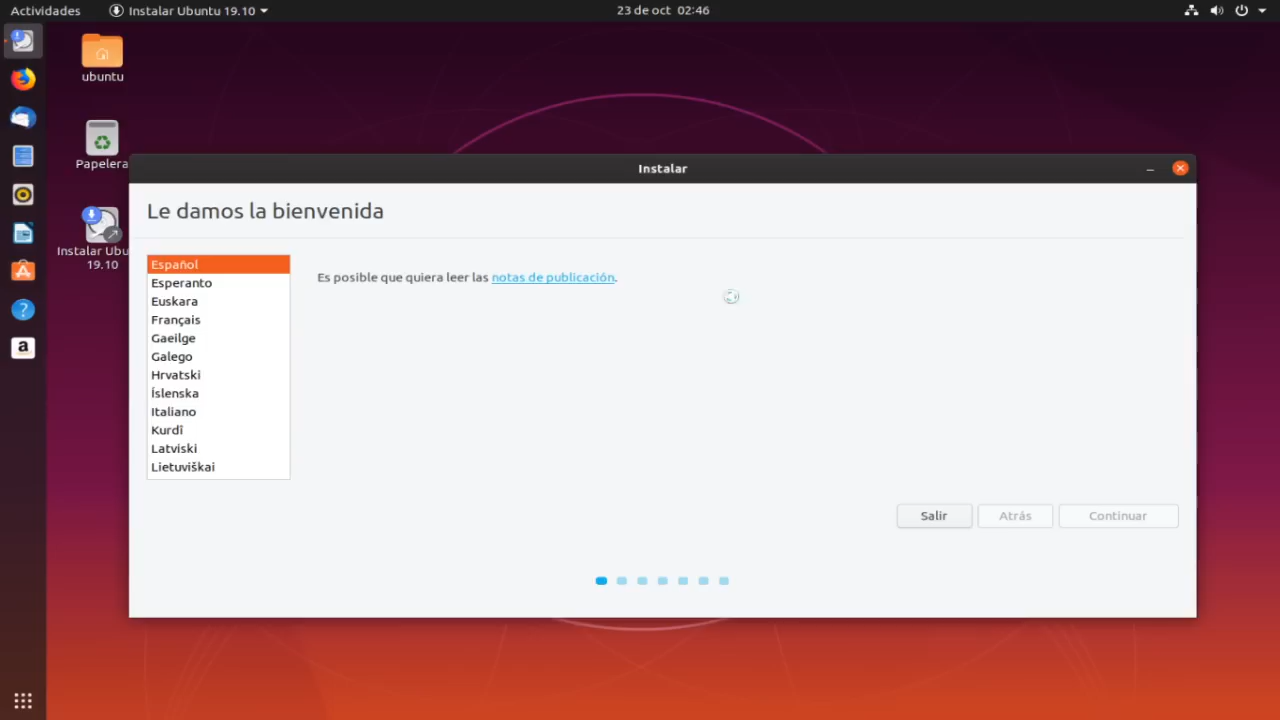 Actividades
Instalar Ubuntu 19.10
23 de oct 02:46
ubuntu
Papelera
Instalar Ubu
19.10
Instalar
Le damos la bienvenida
Español
Esperanto
Euskara
Français
Gaeilge
Galego
Hrvatski
Íslenska
Italiano
Kurdî
Latviski
Lietuviškai
Es posible que quiera leer las notas de publicación.
Salir
Atrás
Continuar
?
a